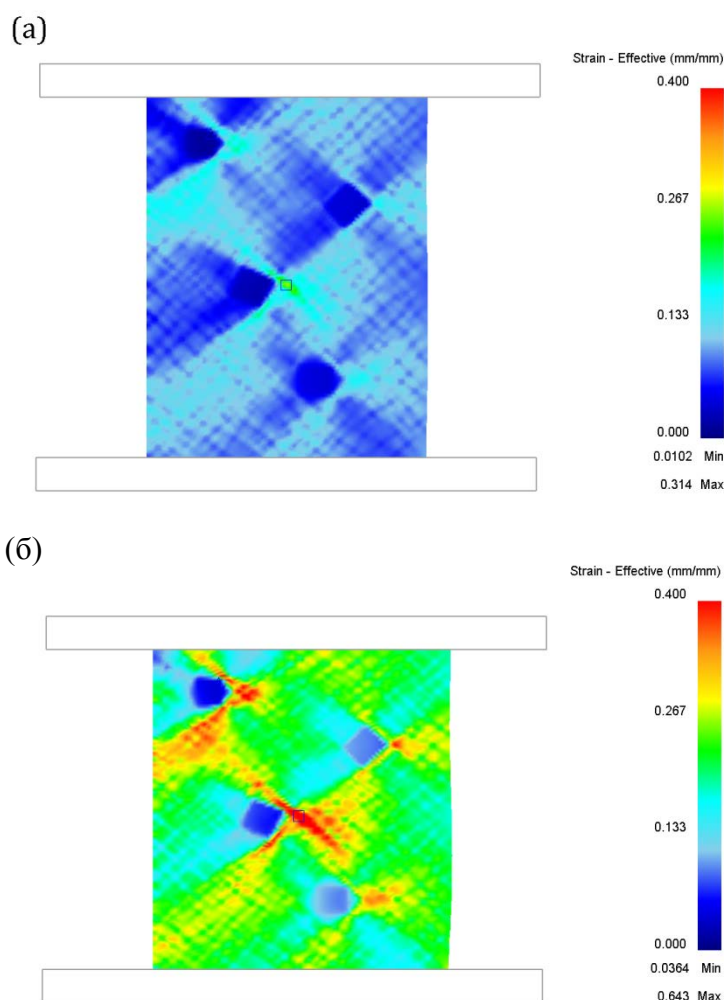 (а)
Strain - Effective (mm/mm)
0.400
0.267
0.133
0.000
0.0102 Min
0.314 Max
(б)
Strain - Effective (mm/mm)
0.400
0.267
0.133
0.000
0.0364 Min
0.643 Max